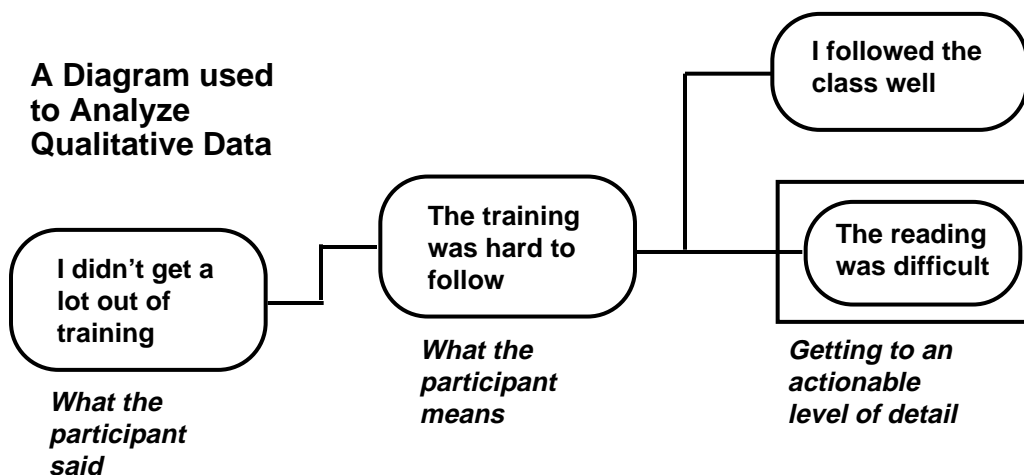 A Diagram used
to Analyze
Qualitative Data
I didn't get a
lot out of
training
What the
participant
said
The training
was hard to
follow
What the
participant
means
I followed the
class well
The reading
was difficult
Getting to an
actionable
level of detail